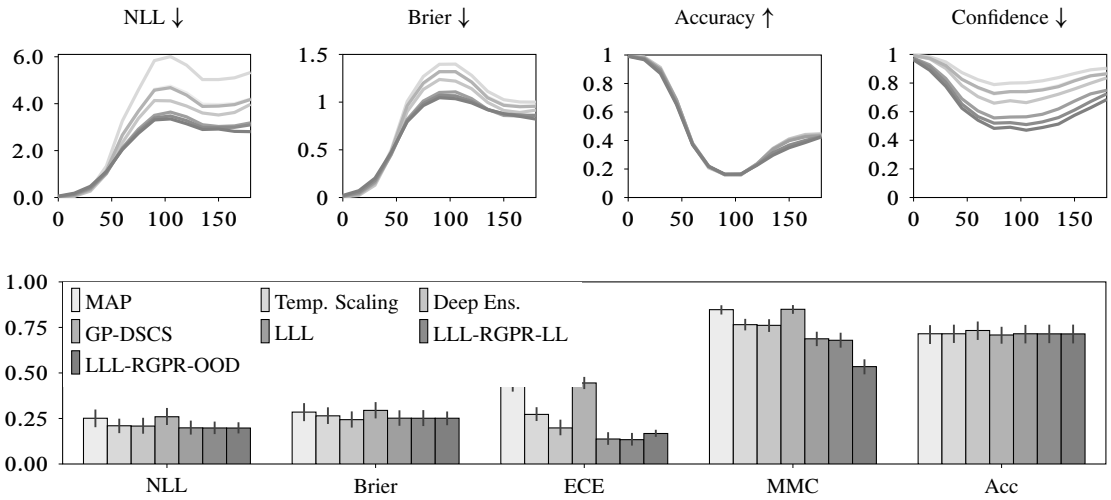 NLL ↓ Brier ↓ Accuracy ↑ Confidence ↓
6.0 1.5 1 1
4.0 1 0.8 0.8
2.0 0.5 0.6 0.6
0.0 0 0.4 0.4
0.2 0.2
0 0
0 50 100 150 0 50 100 150 0 50 100 150 0 50 100 150
1.00
0.75
0.50
0.25
0.00
MAP Temp. Scaling Deep Ens.
GP-DSCS LLL LLL-RGPR-LL
LLL-RGPR-OOD
NLL Brier ECE MMC Acc